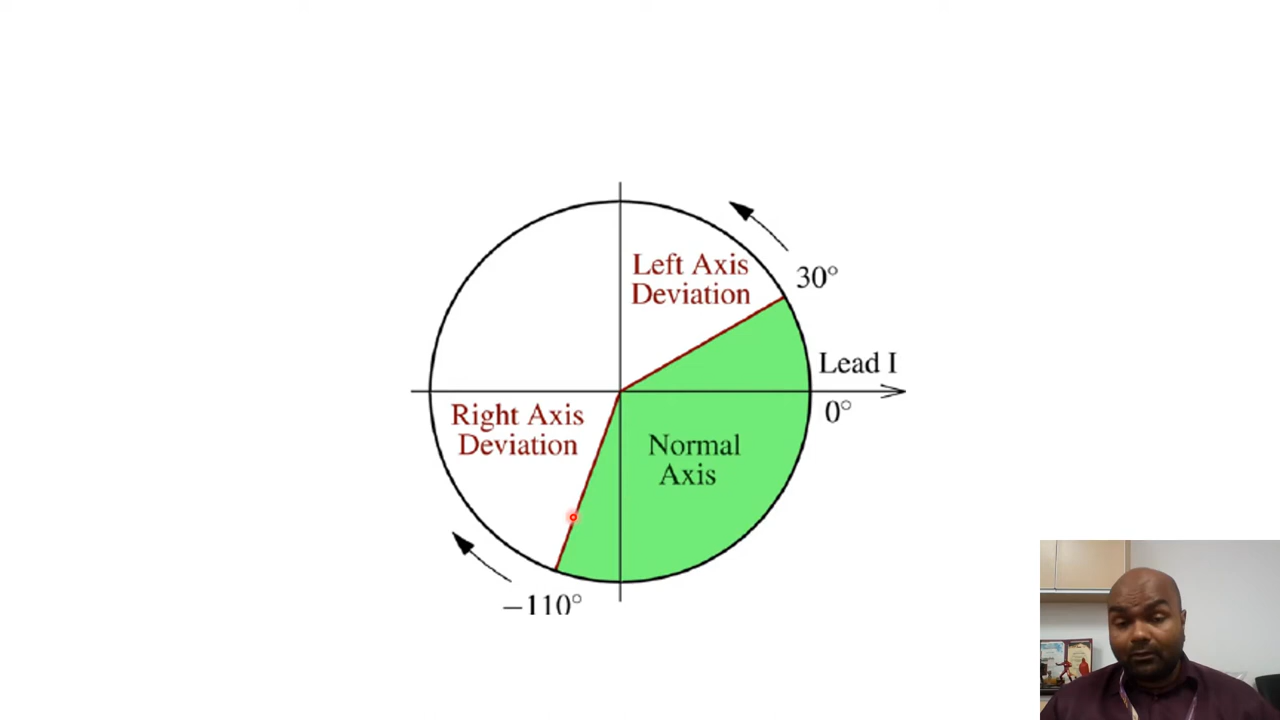 Left Axis
Deviation
30°
Lead I
0°
Right Axis
Deviation
Normal
Axis
−110°